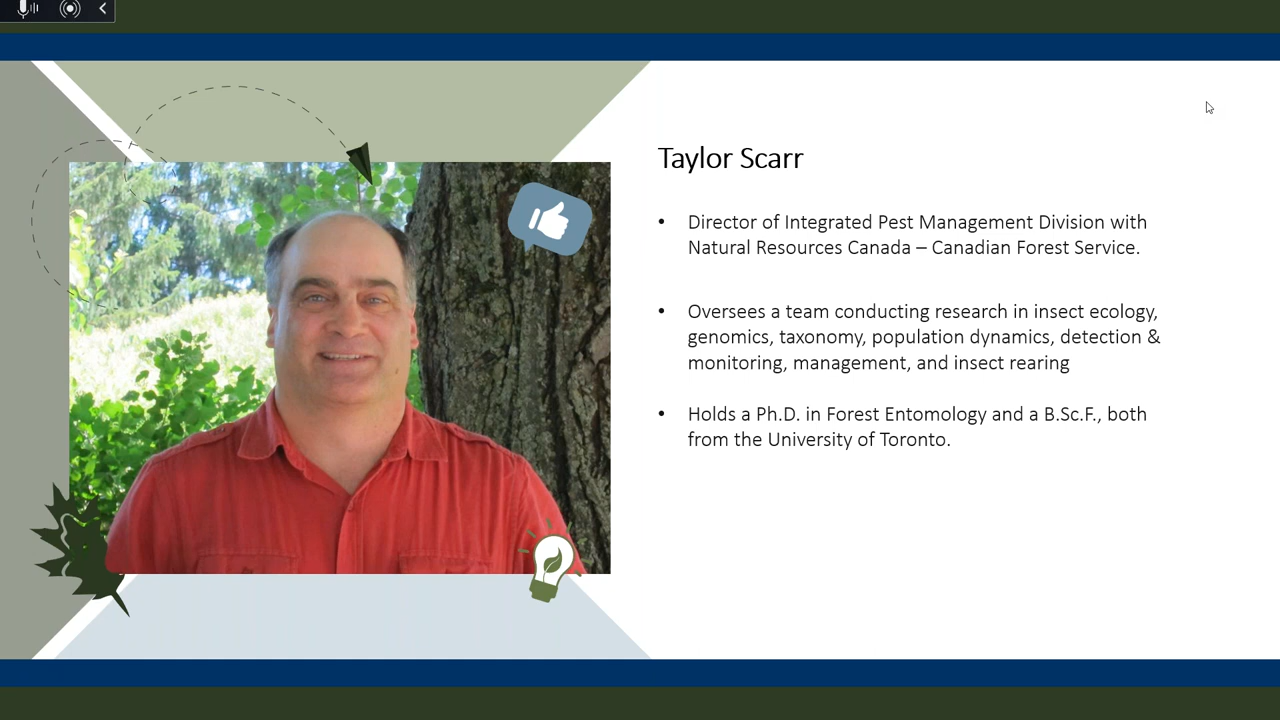 Taylor Scarr
• Director of Integrated Pest Management Division with
Natural Resources Canada – Canadian Forest Service.
• Oversees a team conducting research in insect ecology,
genomics, taxonomy, population dynamics, detection &
monitoring, management, and insect rearing
• Holds a Ph.D. in Forest Entomology and a B.Sc.F., both
from the University of Toronto.